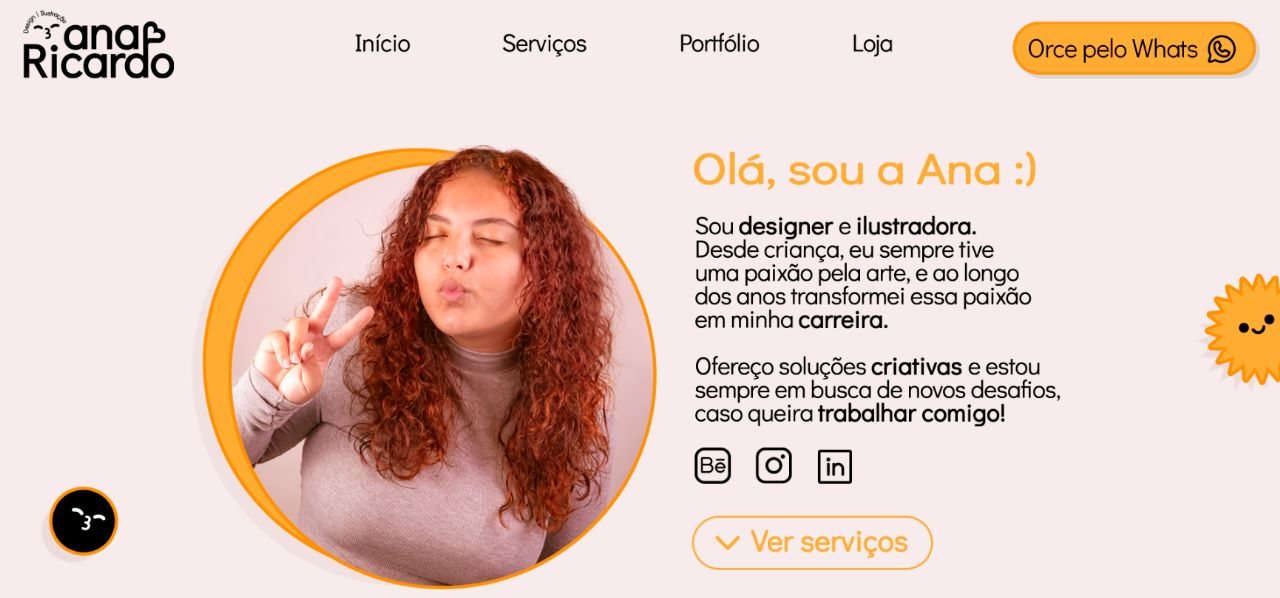 Design | Ilustração
ana
Ricardo
Início
Serviços
Portfólio
Loja
Orce pelo Whats
Olá, sou a Ana :)
Sou designer e ilustradora.
Desde criança, eu sempre tive
uma paixão pela arte, e ao longo
dos anos transformei essa paixão
em minha carreira.
Ofereço soluções criativas e estou
sempre em busca de novos desafios,
caso queira trabalhar comigo!
Bē
in
Ver serviços